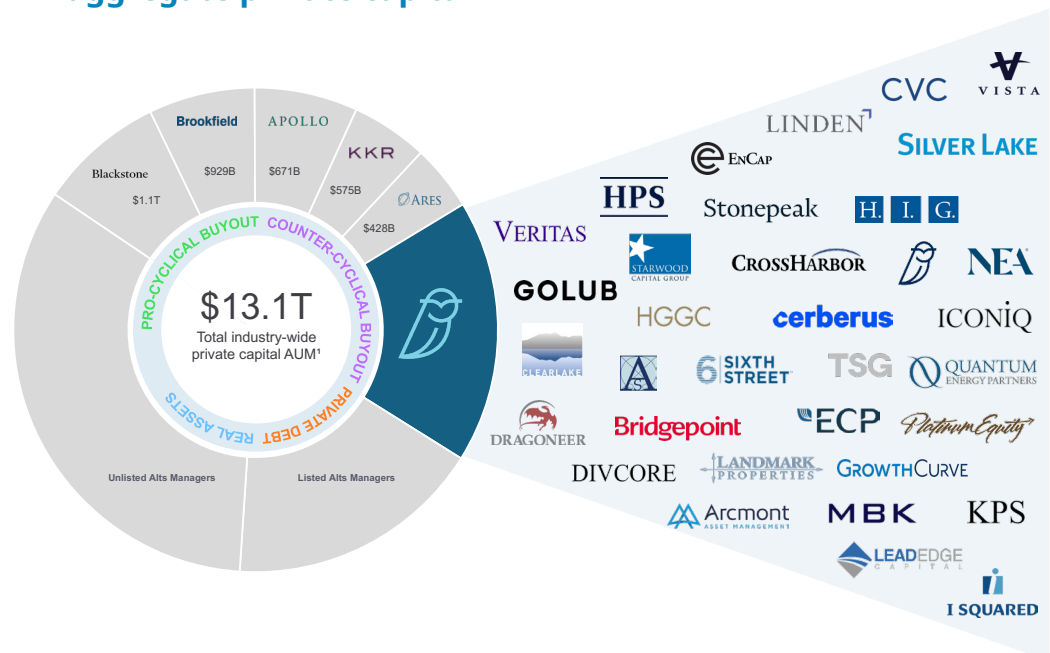 aggregate private capital
Brookfield
$929B
APOLLO
$671B
KKR
$575B
Blackstone
$1.1T
ARES
$428B
PRO-CYCLICAL BUYOUT
COUNTER-CYCLICAL BUYOUT
PRIVATE DEBT
REAL ASSETS
$13.1T
Total industry-wide
private capital AUM¹
Unlisted Alts Managers
Listed Alts Managers
CVC
VISTA
LINDEN
SILVER LAKE
ENCAP
HPS
Stonepeak
H. I. G.
VERITAS
STARWOOD
CAPITAL GROUP
CROSSHARBOR
NEA
GOLUB
HGGC
cerberus
ICONIQ
CLEARLAKE
AS
6 SIXTH
STREET
TSG
QUANTUM
ENERGY PARTNERS
DRAGONEER
Bridgepoint
ECP
Platinum Equity
DIVCORE
LANDMARK
PROPERTIES
GROWTHCURVE
Arcmont
ASSET MANAGEMENT
MBK
KPS
LEADEDGE
CAPITAL
I SQUARED